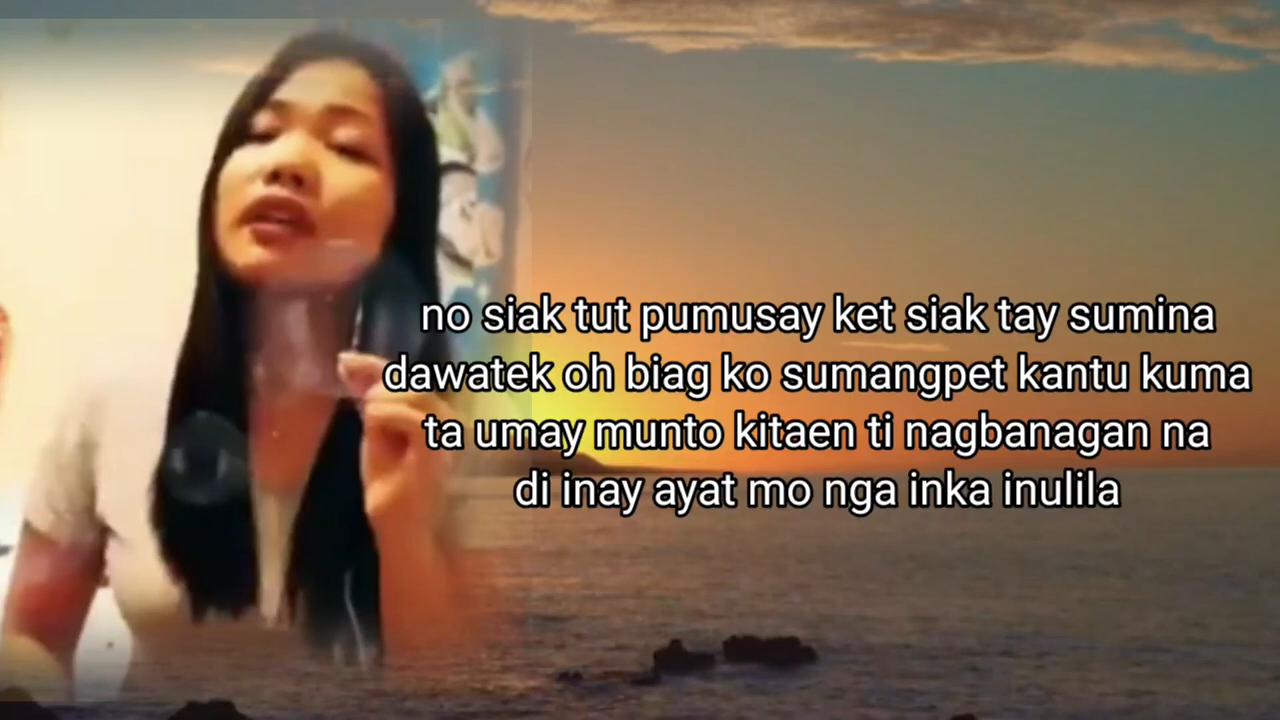 no siak tut pumusay ket siak tay sumina
dawatek oh biag ko sumangpet kantu kuma
ta umay munto kitaen ti nagbanagan na
di inay ayat mo nga inka inulila